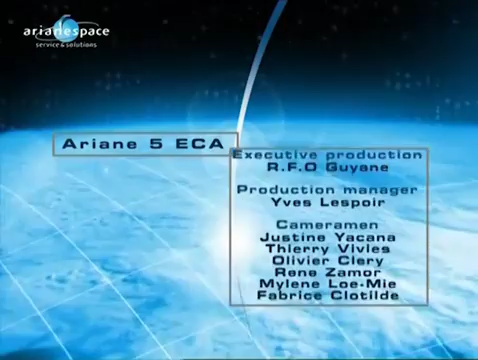 arianespace
service & solutions
Ariane 5 ECA
Executive production
R.F.O Guyane
Production manager
Yves Lespoir
Cameramen
Justine Yacana
Thierry Vivies
Olivier Clery
Rene Zamor
Mylene Loe-Mie
Fabrice Clotilde